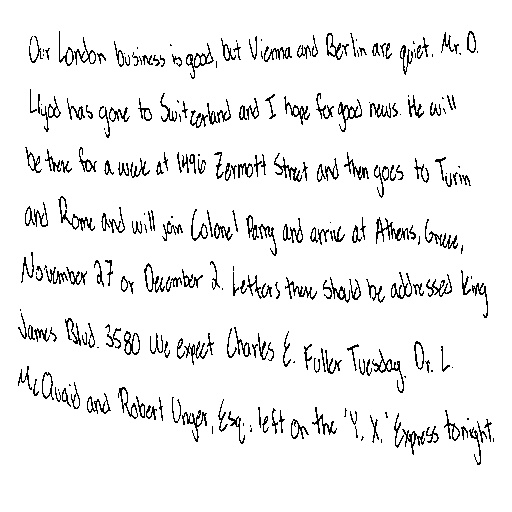 Our London business is good, but Vienna and Berlin are quiet. Mr. D.
Llyod has gone to Switzerland and I hope for good news. He will
be there for a week at 1496 Zermott Street and then goes to Turin
and Rome and will join Colonel Parry and arrive at Athens, Greece,
November 27 or December 2. Letters there should be addressed King
James Blvd. 3580 We expect Charles E. Fuller Tuesday. Dr. L.
McQuaid and Robert Unger, Esq., left on the 'Y. X.' Express tonight.